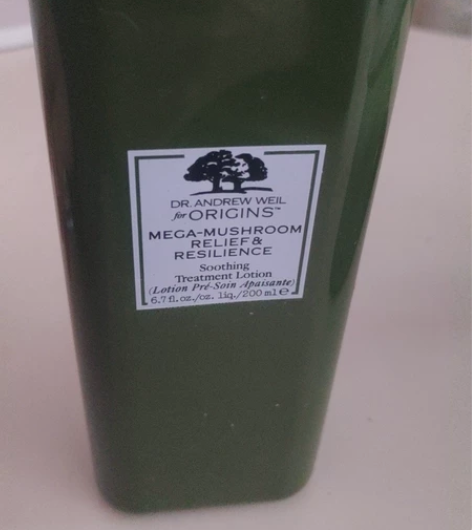 DR. ANDREW WEIL
for ORIGINS™
MEGA-MUSHROOM
RELIEF &
RESILIENCE
Soothing
Treatment Lotion
(Lotion Pré-Soin Apaisante)
6.7 fl. oz./oz. liq./200 ml e